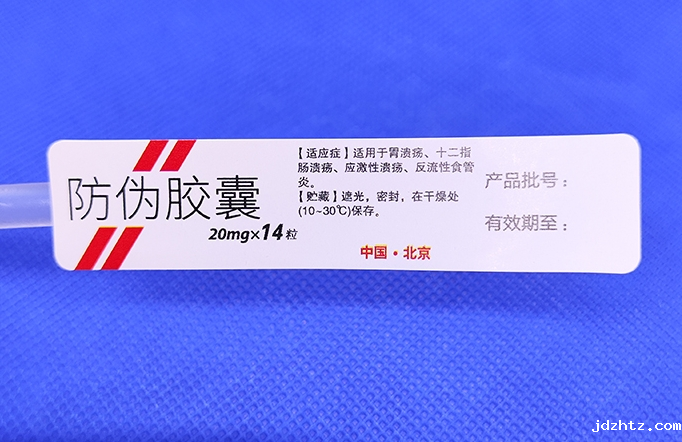 防伪胶囊
20mg×14粒
【适应症】适用于胃溃疡、十二指
肠溃疡、应激性溃疡、反流性食管
炎。
【贮藏】遮光，密封，在干燥处
(10~30℃)保存。
中国·北京
产品批号：
有效期至：
jdzhtz.com